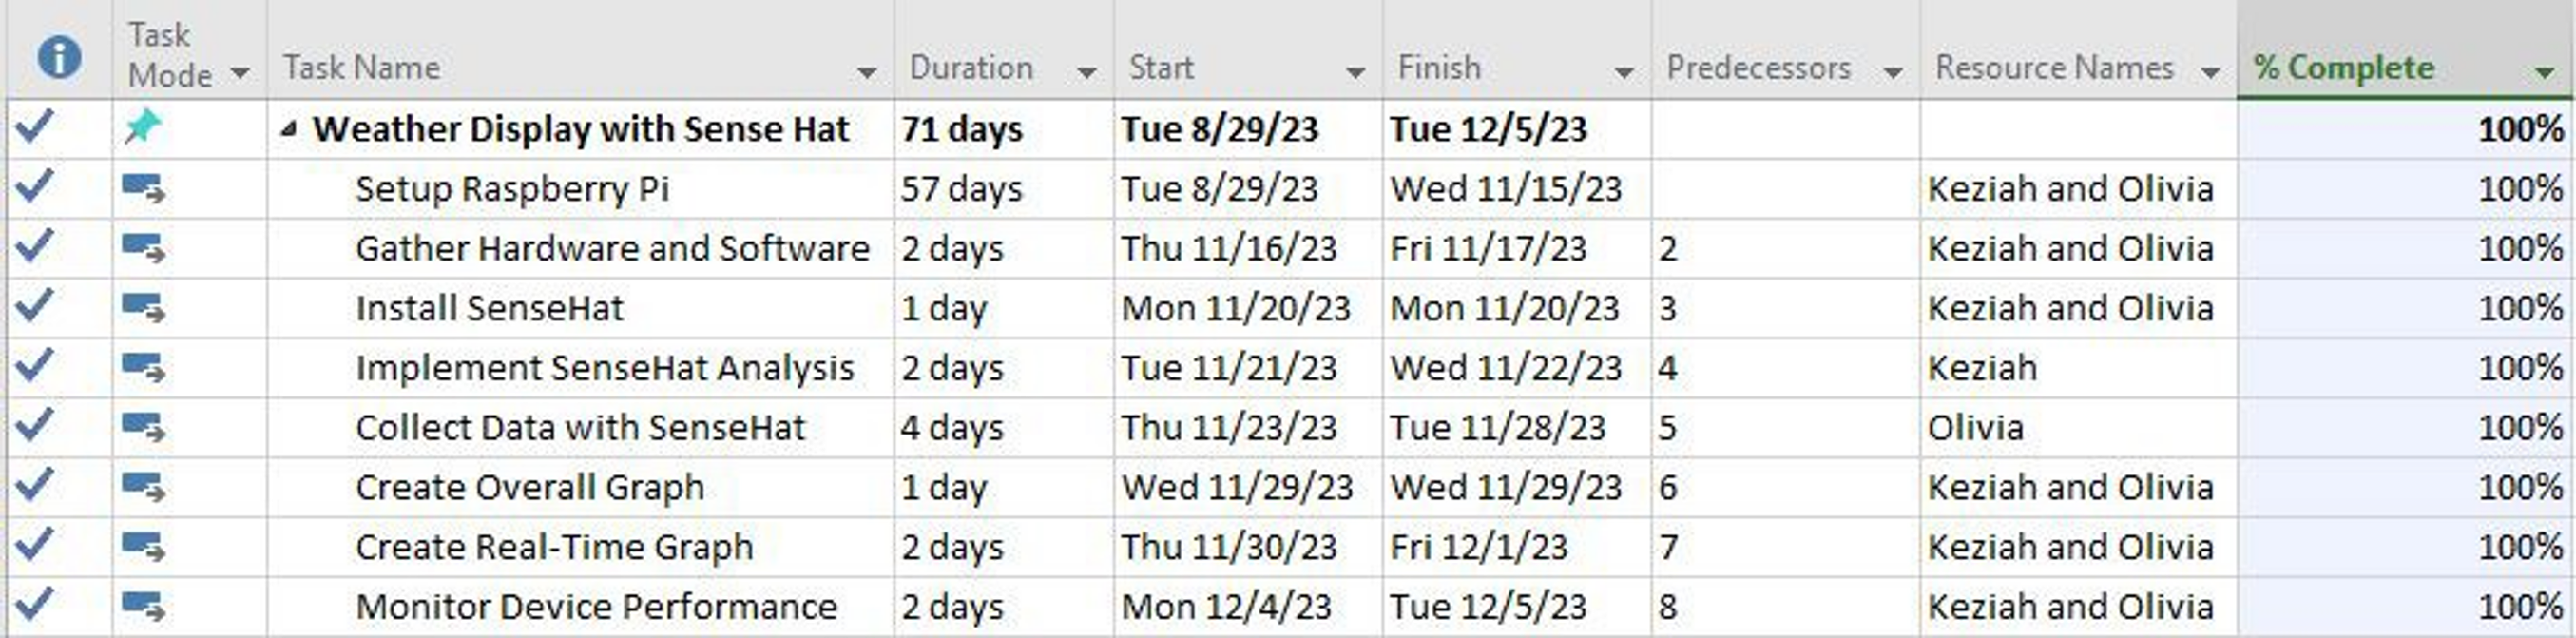 Task Mode Task Name Duration Start Finish Predecessors Resource Names % Complete
Weather Display with Sense Hat 71 days Tue 8/29/23 Tue 12/5/23 100%
Setup Raspberry Pi 57 days Tue 8/29/23 Wed 11/15/23 Keziah and Olivia 100%
Gather Hardware and Software 2 days Thu 11/16/23 Fri 11/17/23 2 Keziah and Olivia 100%
Install SenseHat 1 day Mon 11/20/23 Mon 11/20/23 3 Keziah and Olivia 100%
Implement SenseHat Analysis 2 days Tue 11/21/23 Wed 11/22/23 4 Keziah 100%
Collect Data with SenseHat 4 days Thu 11/23/23 Tue 11/28/23 5 Olivia 100%
Create Overall Graph 1 day Wed 11/29/23 Wed 11/29/23 6 Keziah and Olivia 100%
Create Real-Time Graph 2 days Thu 11/30/23 Fri 12/1/23 7 Keziah and Olivia 100%
Monitor Device Performance 2 days Mon 12/4/23 Tue 12/5/23 8 Keziah and Olivia 100%